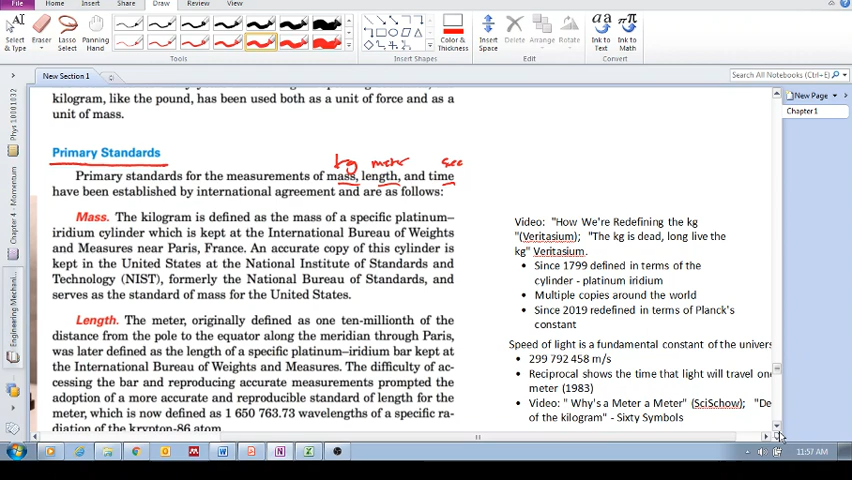 File Home Insert Draw History Review View
Select & Type
Eraser
Lasso Select
Panning Hand
Color & Thickness
Insert Space
Delete
Arrange
Rotate
Ink to Text
Ink to Math
Tools
Insert Shapes
Edit
Convert
New Section 1
Search All Notebooks (Ctrl+E)
New Page
Chapter1
Phys 1010\1032
Chapter 4 - Momentum
Engineering Mechani
kilogram, like the pound, has been used both as a unit of force and as a
unit of mass.
Primary Standards
kg meter sec
Primary standards for the measurements of mass, length, and time
have been established by international agreement and are as follows:
Mass. The kilogram is defined as the mass of a specific platinum–
iridium cylinder which is kept at the International Bureau of Weights
and Measures near Paris, France. An accurate copy of this cylinder is
kept in the United States at the National Institute of Standards and
Technology (NIST), formerly the National Bureau of Standards, and
serves as the standard of mass for the United States.
Length. The meter, originally defined as one ten-millionth of the
distance from the pole to the equator along the meridian through Paris,
was later defined as the length of a specific platinum–iridium bar kept at
the International Bureau of Weights and Measures. The difficulty of ac-
cessing the bar and reproducing accurate measurements prompted the
adoption of a more accurate and reproducible standard of length for the
meter, which is now defined as 1 650 763.73 wavelengths of a specific ra-
diation of the krypton-86 atom.
Video: "How We're Redefining the kg
"(Veritasium); "The kg is dead, long live the
kg" Veritasium.
• Since 1799 defined in terms of the
cylinder - platinum iridium
• Multiple copies around the world
• Since 2019 redefined in terms of Planck's
constant
Speed of light is a fundamental constant of the univers
• 299 792 458 m/s
• Reciprocal shows the time that light will travel one
meter (1983)
• Video: " Why's a Meter a Meter" (SciSchow); "De
of the kilogram" - Sixty Symbols
11:57 AM